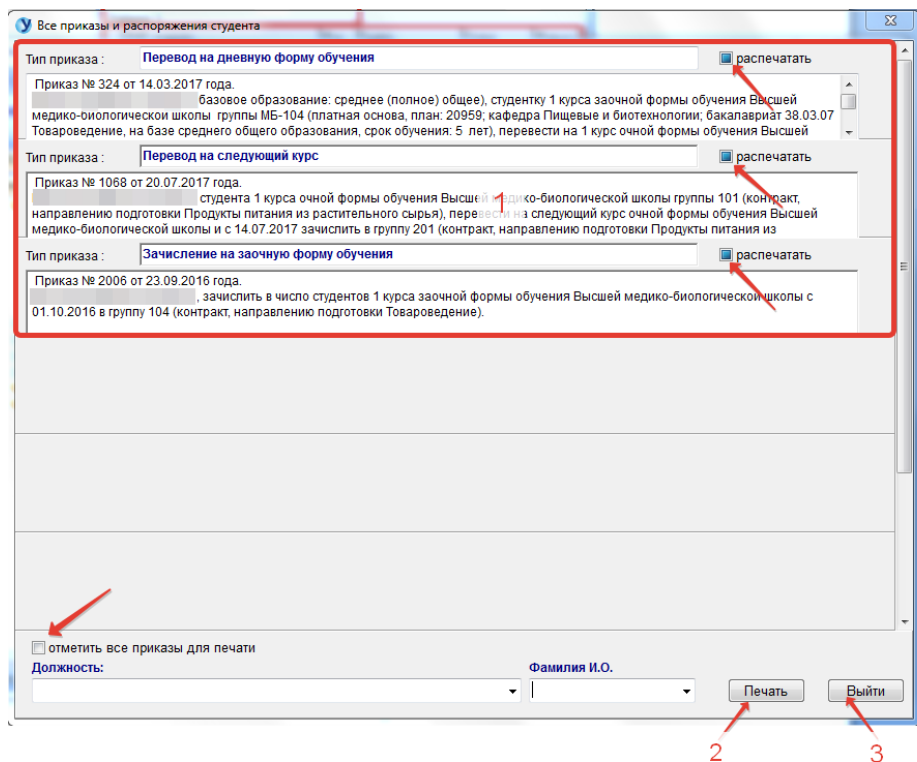 Все приказы и распоряжения студента
Тип приказа : Перевод на дневную форму обучения распечатать
Приказ № 324 от 14.03.2017 года.
базовое образование: среднее (полное) общее), студентку 1 курса заочной формы обучения Высшей
медико-биологической школы группы МБ-104 (платная основа, план: 20959; кафедра Пищевые и биотехнологии; бакалавриат 38.03.07
Товароведение, на базе среднего общего образования, срок обучения: 5 лет), перевести на 1 курс очной формы обучения Высшей
Тип приказа : Перевод на следующий курс распечатать
Приказ № 1068 от 20.07.2017 года.
студента 1 курса очной формы обучения Высшей медико-биологической школы группы 101 (контракт,
направлению подготовки Продукты питания из растительного сырья), перевести на следующий курс очной формы обучения Высшей
медико-биологической школы и с 14.07.2017 зачислить в группу 201 (контракт, направлению подготовки Продукты питания из
1
Тип приказа : Зачисление на заочную форму обучения распечатать
Приказ № 2006 от 23.09.2016 года.
, зачислить в число студентов 1 курса заочной формы обучения Высшей медико-биологической школы с
01.10.2016 в группу 104 (контракт, направлению подготовки Товароведение).
отметить все приказы для печати
Должность: Фамилия И.О.
Печать Выйти
2 3